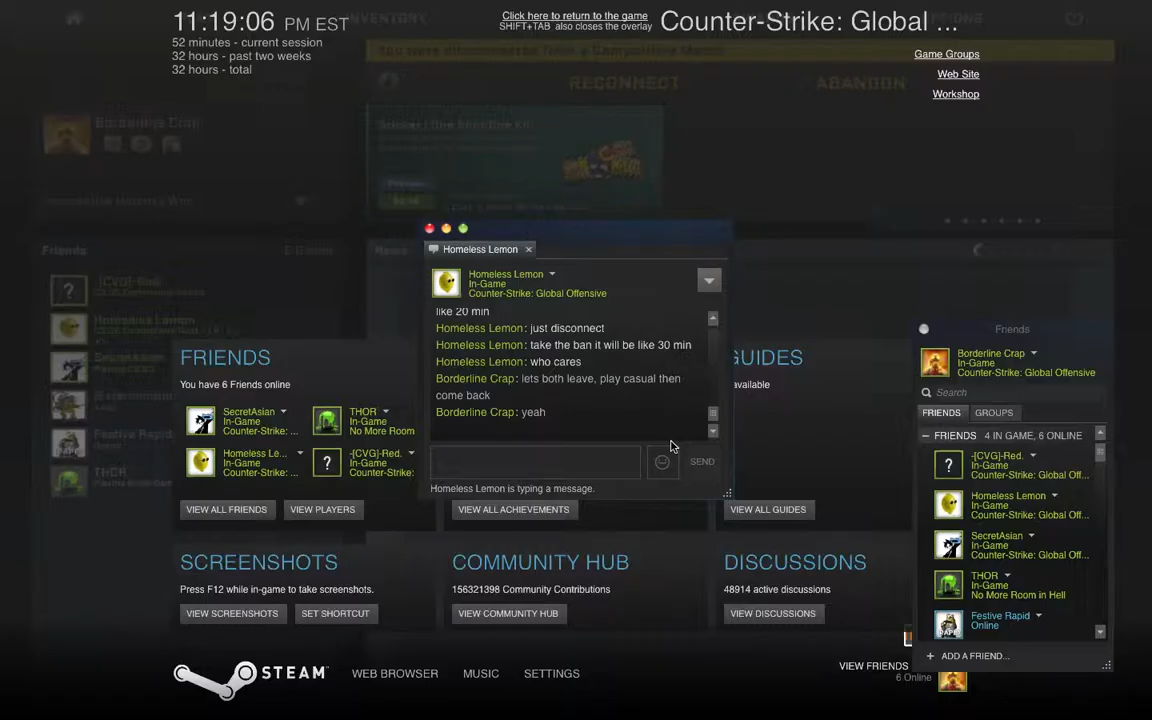 11:19:06 PM EST
52 minutes - current session
32 hours - past two weeks
32 hours - total
Click here to return to the game
SHIFT+TAB also closes the overlay
Counter-Strike: Global ...
Game Groups
Web Site
Workshop
RECONNECT
ABANDON
Borderline Crap
Friends
News
Homeless Lemon
Homeless Lemon
In-Game
Counter-Strike: Global Offensive
like 20 min
Homeless Lemon: just disconnect
Homeless Lemon: take the ban it will be like 30 min
Homeless Lemon: who cares
Borderline Crap: lets both leave, play casual then
come back
Borderline Crap: yeah
SEND
Homeless Lemon is typing a message.
FRIENDS
You have 6 Friends online
SecretAsian
In-Game
Counter-Strike: ...
THOR
In-Game
No More Room
Homeless Le...
In-Game
Counter-Strike: ...
-[CVG]-Red.
In-Game
Counter-Strike:
VIEW ALL FRIENDS
VIEW PLAYERS
VIEW ALL ACHIEVEMENTS
GUIDES
available
VIEW ALL GUIDES
SCREENSHOTS
Press F12 while in-game to take screenshots.
VIEW SCREENSHOTS
SET SHORTCUT
COMMUNITY HUB
156321398 Community Contributions
VIEW COMMUNITY HUB
DISCUSSIONS
48914 active discussions
VIEW DISCUSSIONS
Friends
Borderline Crap
In-Game
Counter-Strike: Global Offensive
Search
FRIENDS
GROUPS
FRIENDS 4 IN GAME, 6 ONLINE
-[CVG]-Red.
In-Game
Counter-Strike: Global Off...
Homeless Lemon
In-Game
Counter-Strike: Global Off...
SecretAsian
In-Game
Counter-Strike: Global Off...
THOR
In-Game
No More Room in Hell
Festive Rapid
Online
+ ADD A FRIEND...
STEAM
WEB BROWSER
MUSIC
SETTINGS
VIEW FRIENDS
6 Online